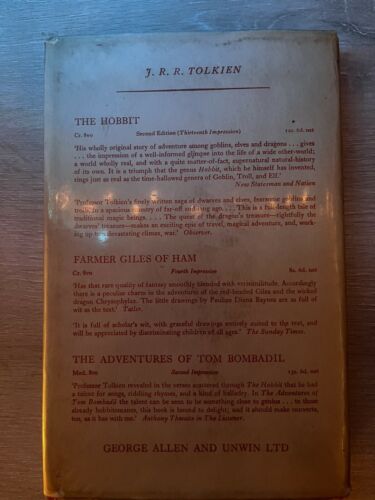 J. R. R. TOLKIEN
THE HOBBIT
Cr. 8vo Second Edition (Thirteenth Impression) 12s. 6d. net
'His wholly original story of adventure among goblins, elves and dragons . . . gives
. . . the impression of a well-informed glimpse into the life of a wide other-world;
a world wholly real, and with a quite matter-of-fact, supernatural natural-history
of its own. It is a triumph that the genus Hobbit, which he himself has invented,
rings just as real as the time-hallowed genera of Goblin, Troll, and Elf.'
New Statesman and Nation
'Professor Tolkien's finely written saga of dwarves and elves, fearsome goblins and
trolls, in a spacious country of far-off and long ago . . . This is a full-length tale of
traditional magic beings . . . The quest of the dragon's treasure—rightfully the
dwarves' treasure—makes an exciting epic of travel, magical adventure, and, work-
ing up to a devastating climax, war.' Observer.
FARMER GILES OF HAM
Cr. 8vo Fourth Impression 8s. 6d. net
'Has that rare quality of fantasy smoothly blended with verisimilitude. Accordingly
there is a peculiar charm in the adventures of the red-bearded Giles and the wicked
dragon Chrysophylax. The little drawings by Pauline Diana Baynes are as full of
wit as the text.' Tatler.
'It is full of scholar's wit, with graceful drawings entirely suited to the text, and
will be appreciated by discriminating children of all ages.' The Sunday Times.
THE ADVENTURES OF TOM BOMBADIL
Med. 8vo Second Impression 13s. 6d. net
'Professor Tolkien revealed in the verses scattered through The Hobbit that he had
a talent for songs, riddling rhymes, and a kind of balladry. In The Adventures of
Tom Bombadil the talent can be seen to be something close to genius . . . to those
already hobbitomanes, this book is bound to delight; and it should make converts,
too, as it has with me.' Anthony Thwaite in The Listener.
GEORGE ALLEN AND UNWIN LTD